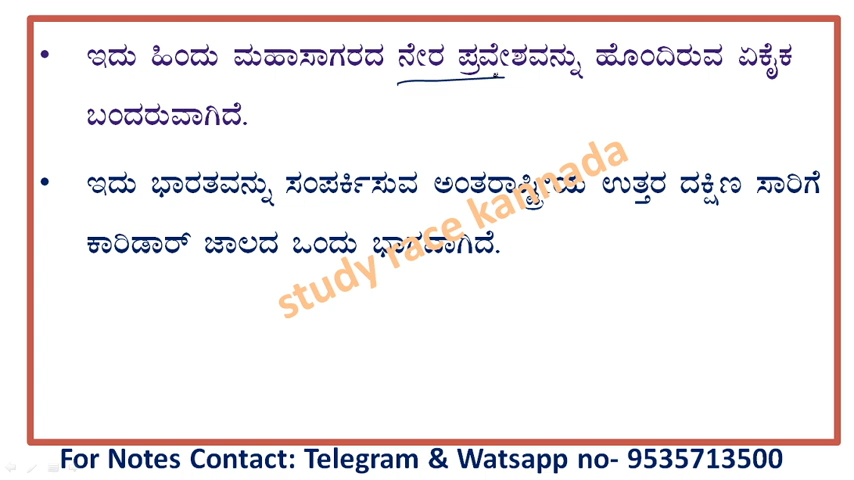 • ಇದು ಹಿಂದು ಮಹಾಸಾಗರದ ನೇರ ಪ್ರವೇಶವನ್ನು ಹೊಂದಿರುವ ಏಕೈಕ
ಬಂದರುವಾಗಿದೆ.
• ಇದು ಭಾರತವನ್ನು ಸಂಪರ್ಕಿಸುವ ಅಂತರಾಷ್ಟ್ರೀಯ ಉತ್ತರ ದಕ್ಷಿಣ ಸಾರಿಗೆ
ಕಾರಿಡಾರ್ ಜಾಲದ ಒಂದು ಭಾಗವಾಗಿದೆ.
study race kannada
For Notes Contact: Telegram & Watsapp no- 9535713500